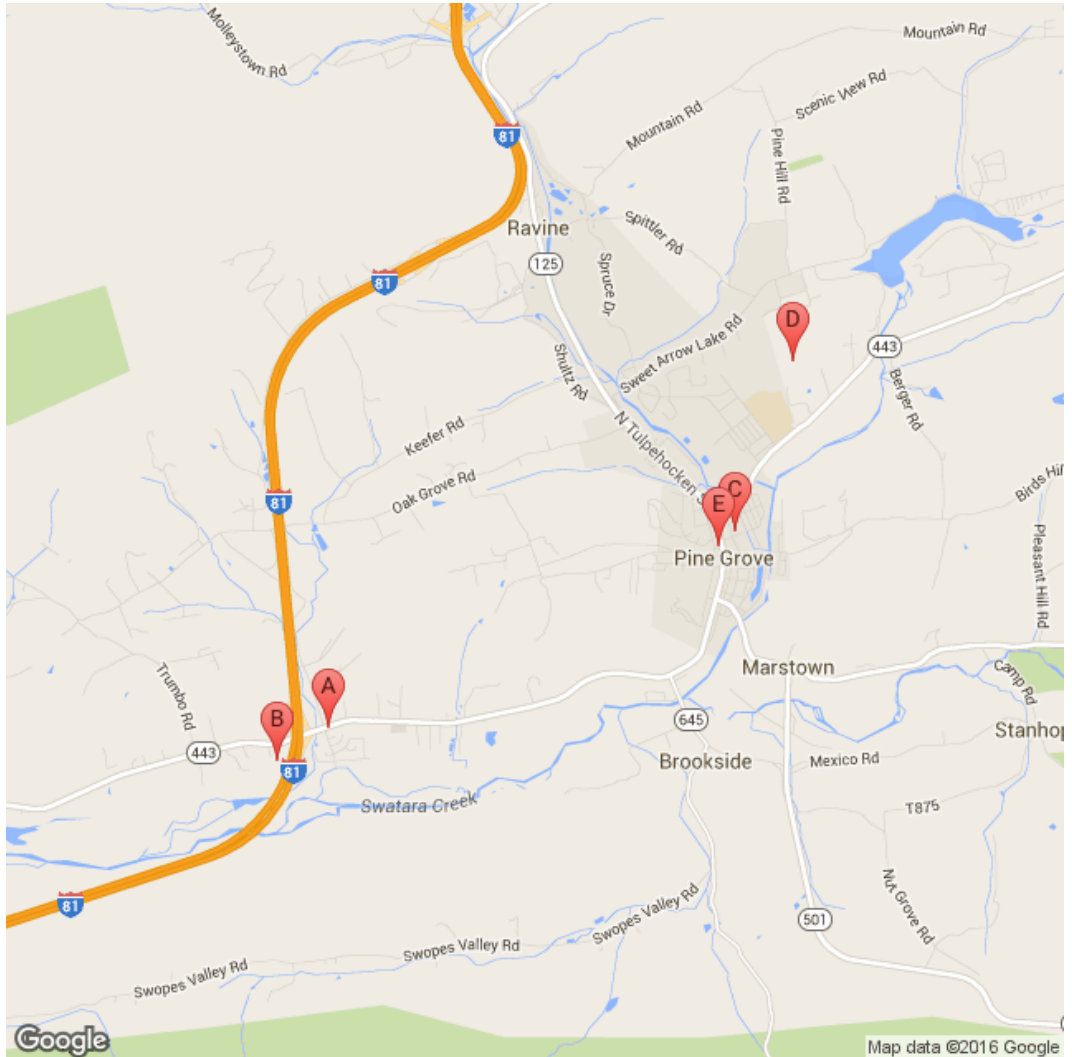 Molleystown Rd
Mountain Rd
Scenic View Rd
81
Mountain Rd
Pine Hill Rd
Ravine
Spittler Rd
125
Spruce Dr
81
D
Sweet Arrow Lake Rd
443
Shultz Rd
Berger Rd
N Tulpehocken S
Keefer Rd
Oak Grove Rd
81
C
E
Birds Hil
Pine Grove
Pleasant Hill Rd
Marstown
Camp Rd
Trumbo Rd
A
B
645
Stanhop
443
81
Brookside
Mexico Rd
Swatara Creek
T875
81
Nut Grove Rd
Swopes Valley Rd
501
Swopes Valley Rd
Swopes Valley Rd
Google
Map data ©2016 Google